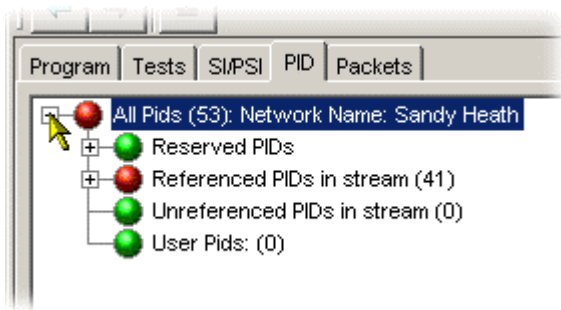 Program Tests SI/PSI PID Packets
All Pids (53): Network Name: Sandy Heath
Reserved PIDs
Referenced PIDs in stream (41)
Unreferenced PIDs in stream (0)
User Pids: (0)